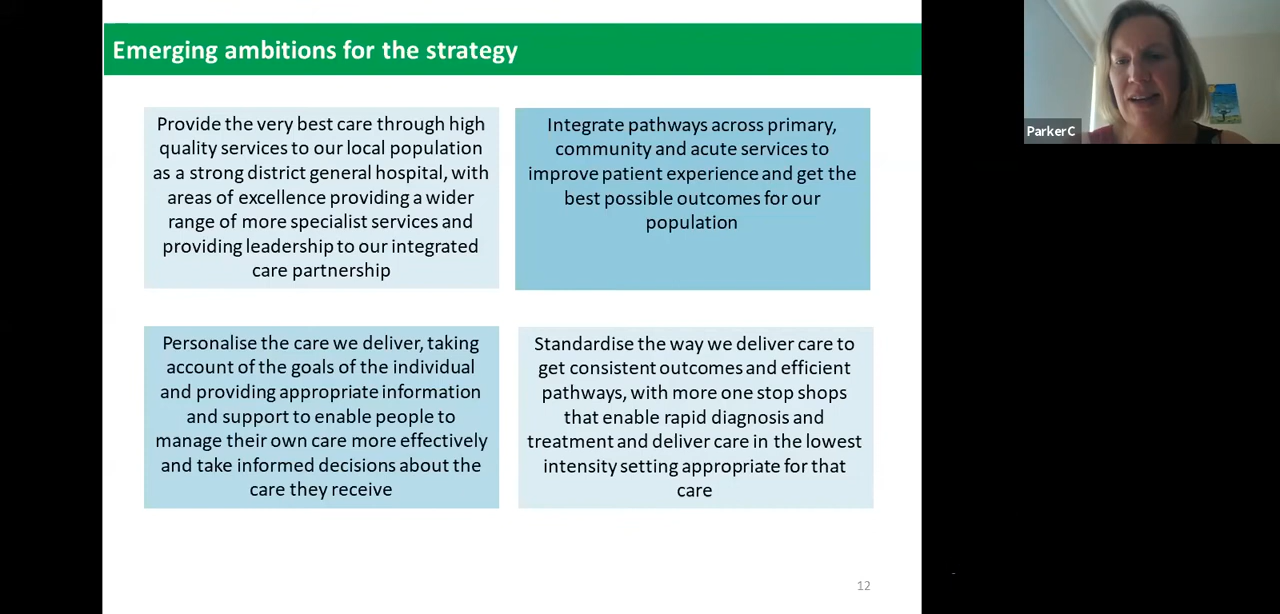 Emerging ambitions for the strategy
Provide the very best care through high
quality services to our local population
as a strong district general hospital, with
areas of excellence providing a wider
range of more specialist services and
providing leadership to our integrated
care partnership
Integrate pathways across primary,
community and acute services to
improve patient experience and get the
best possible outcomes for our
population
Personalise the care we deliver, taking
account of the goals of the individual
and providing appropriate information
and support to enable people to
manage their own care more effectively
and take informed decisions about the
care they receive
Standardise the way we deliver care to
get consistent outcomes and efficient
pathways, with more one stop shops
that enable rapid diagnosis and
treatment and deliver care in the lowest
intensity setting appropriate for that
care
12
ParkerC